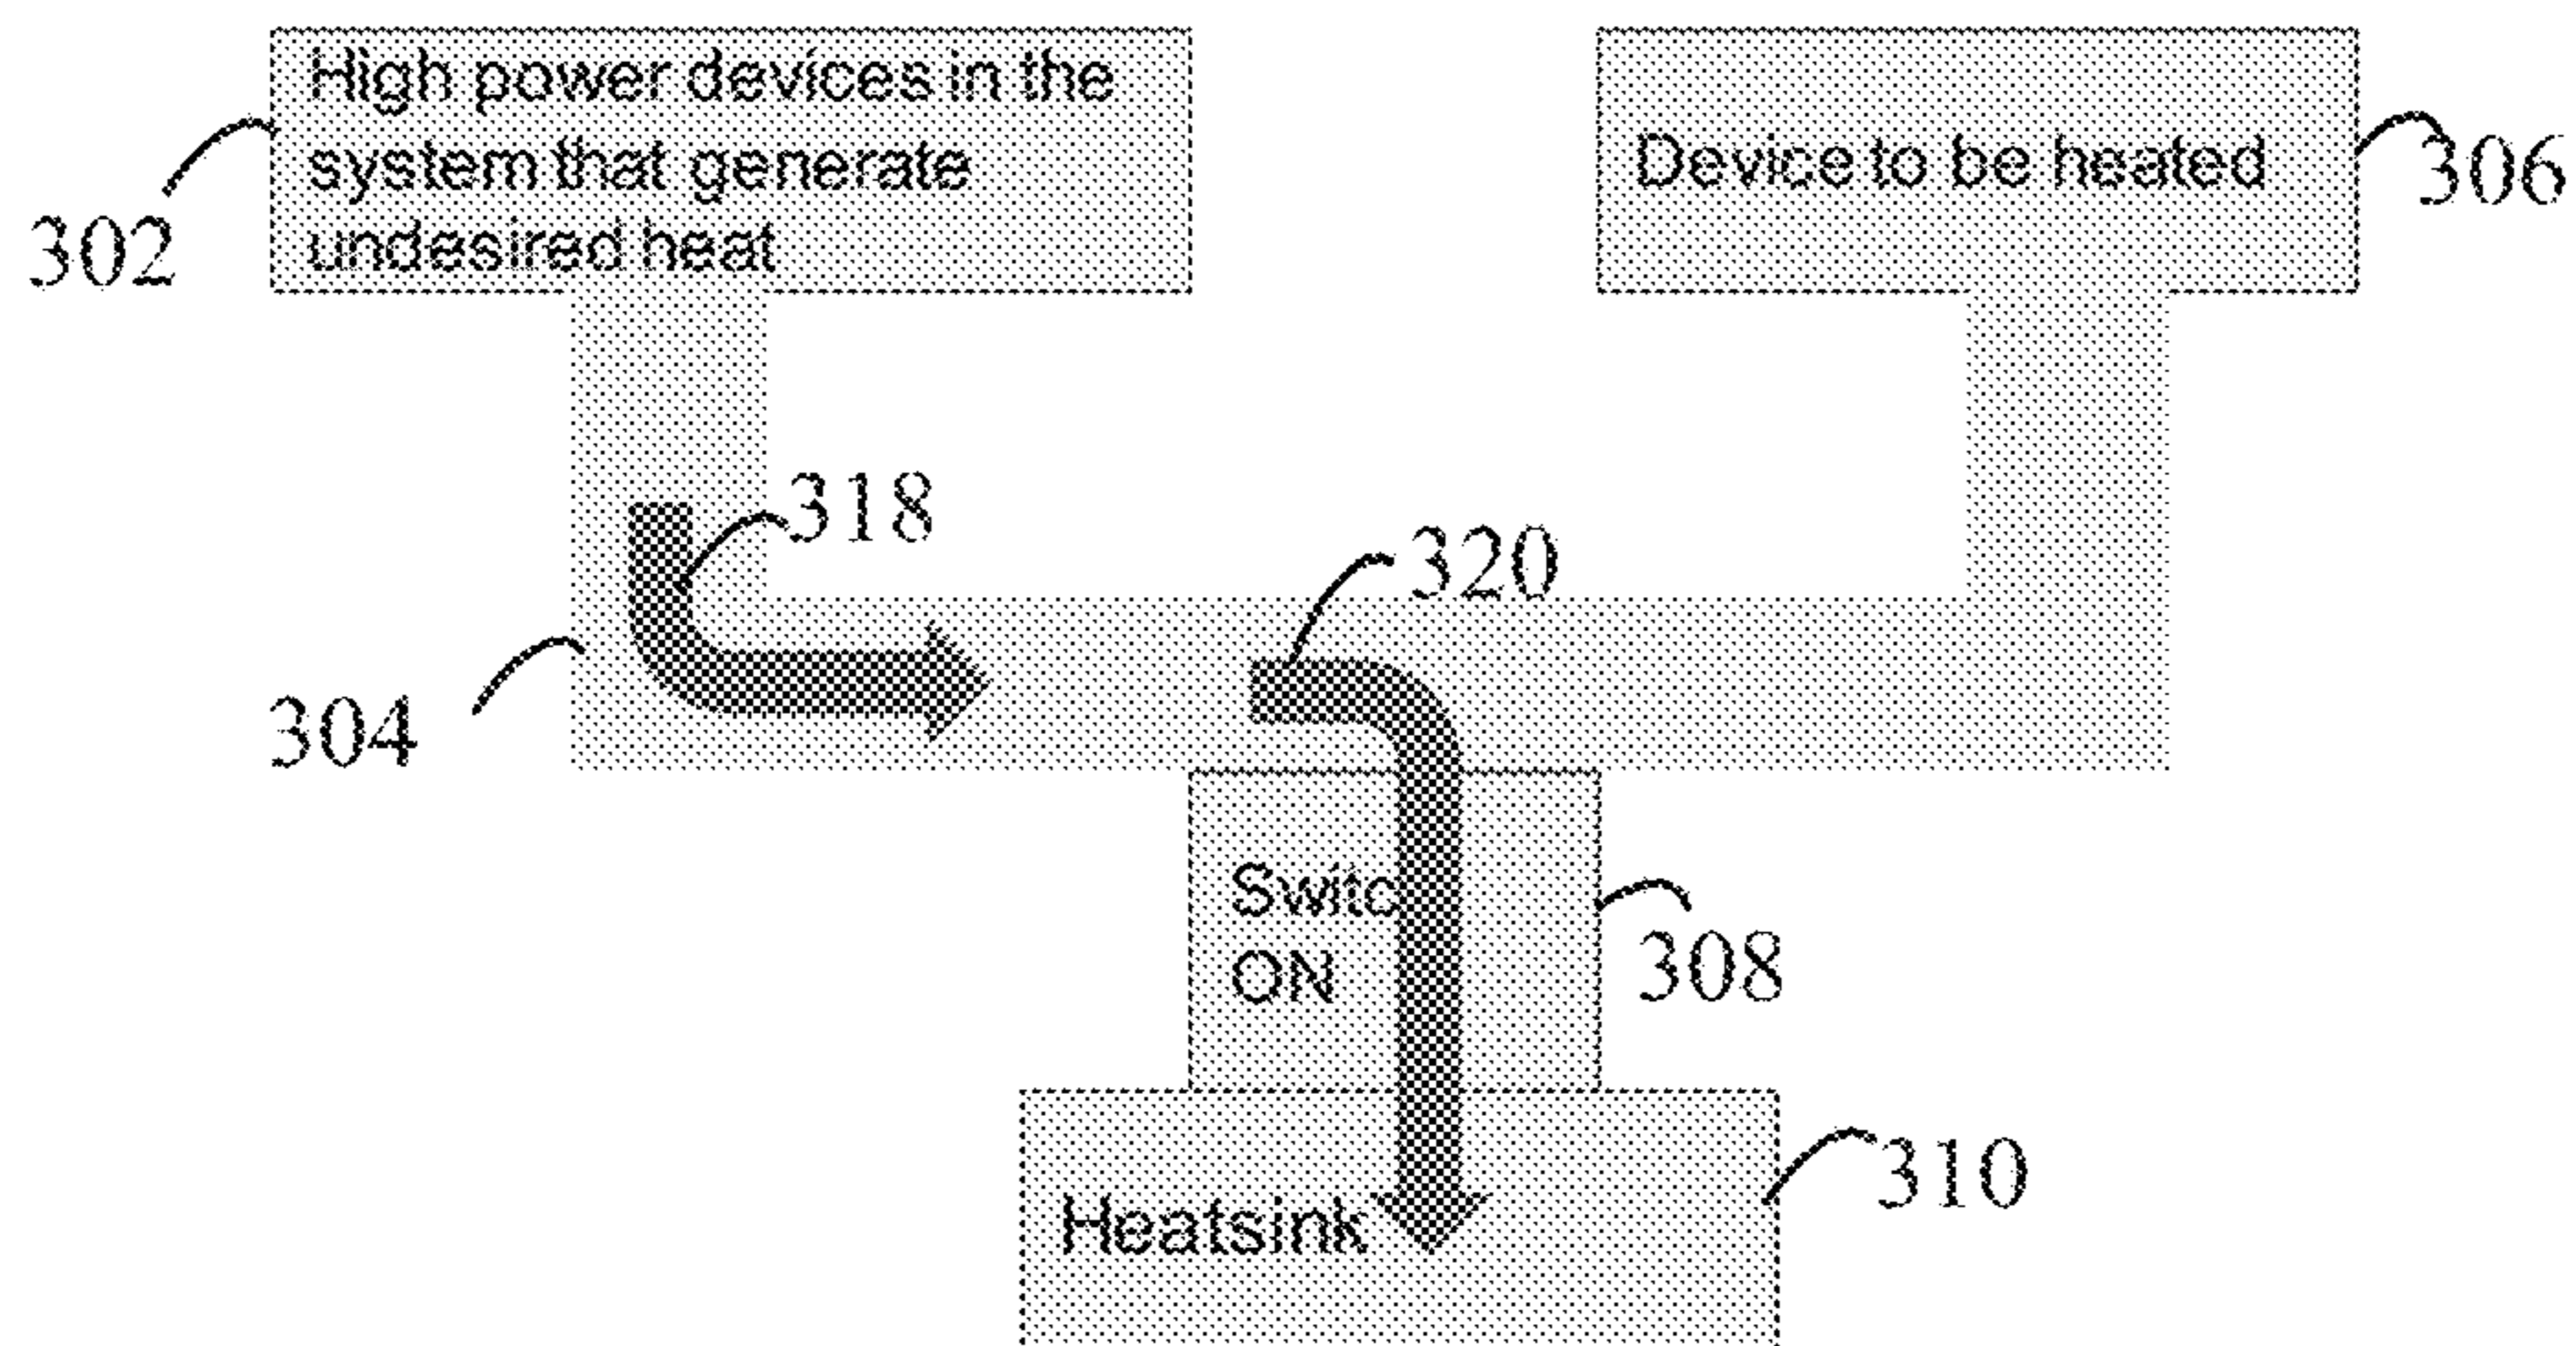 High power devices in the
system that generate
undesired heat
Device to be heated
302
306
318
320
304
Switc
ON
308
310
Heatsink